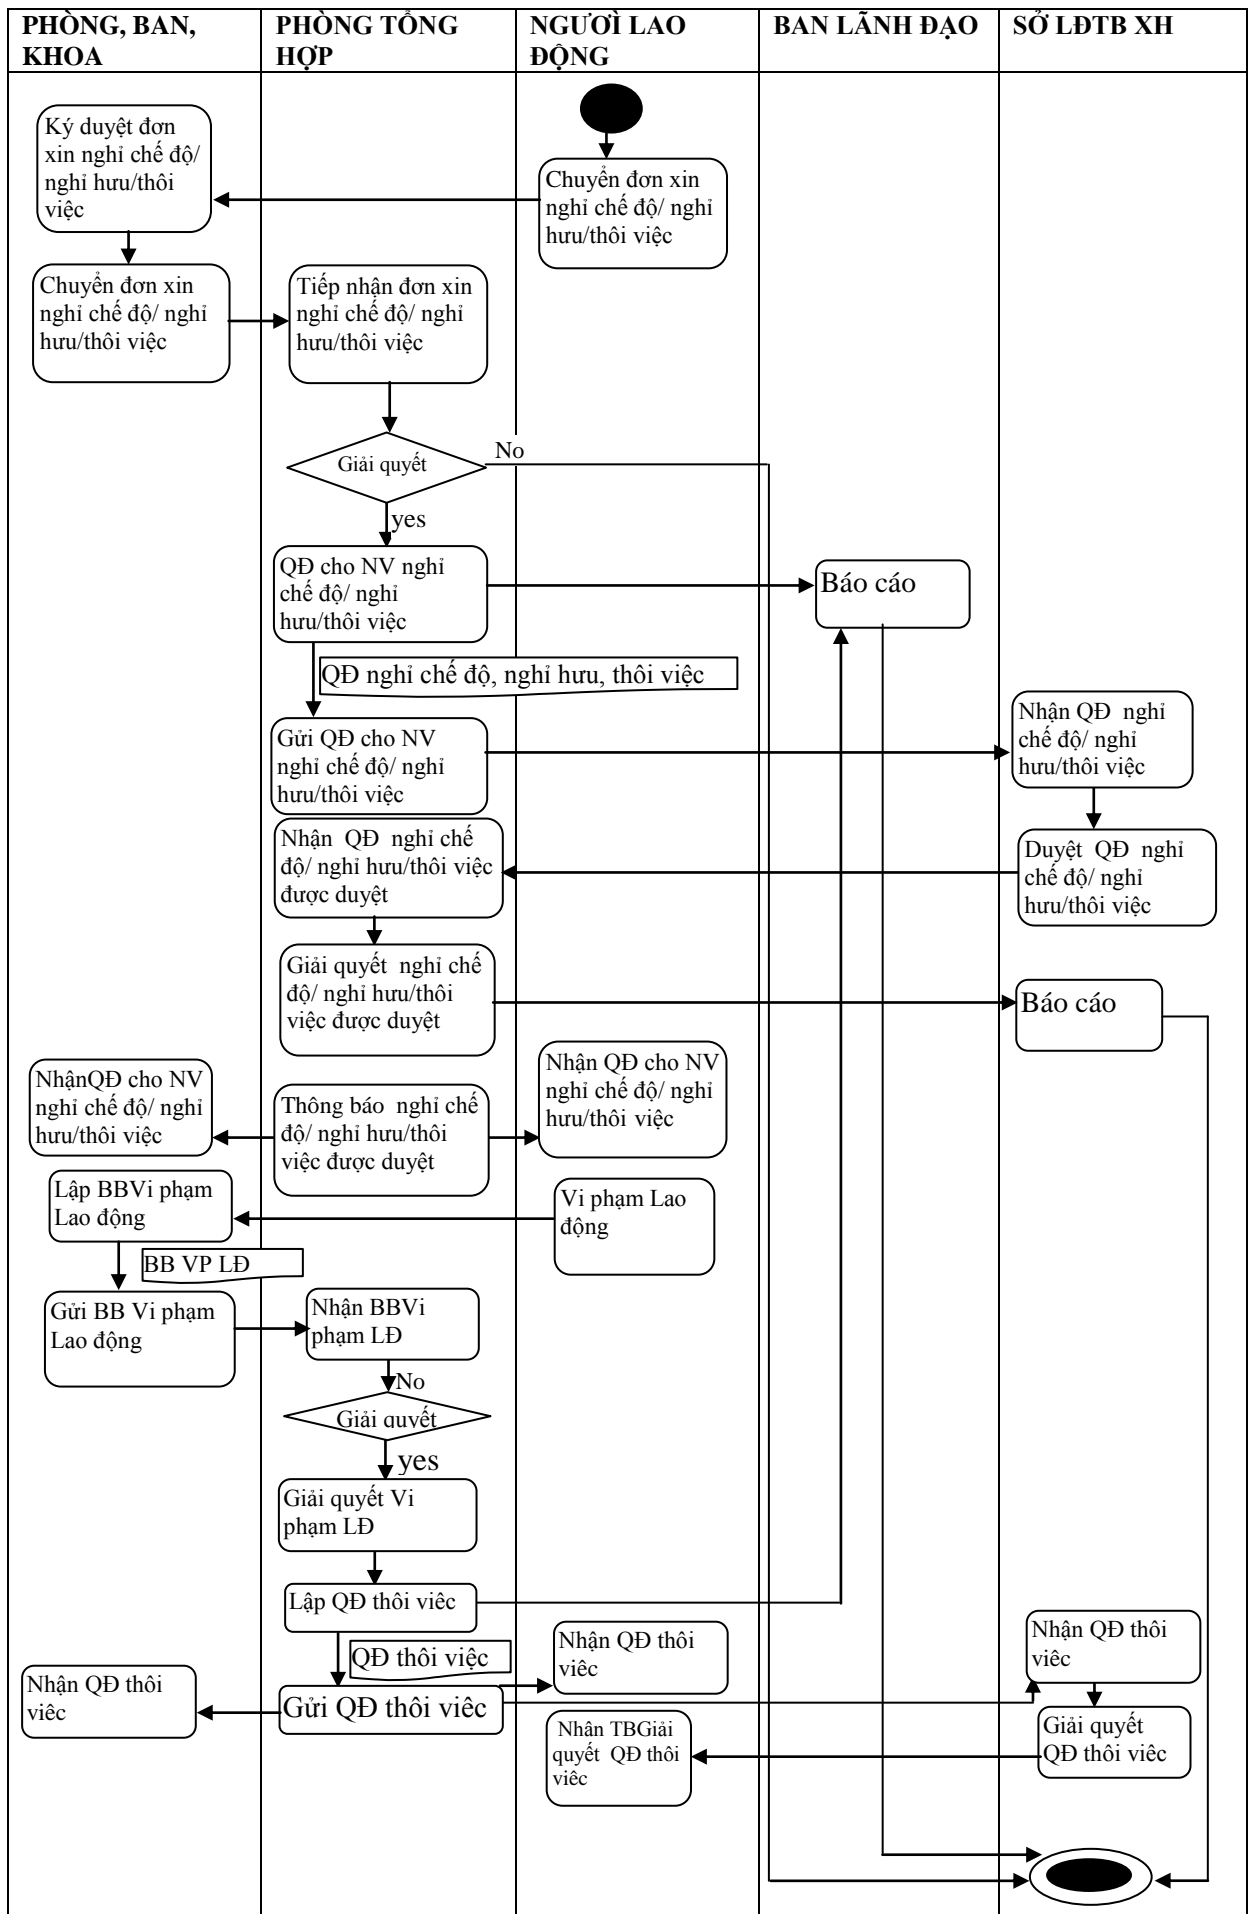 PHÒNG, BAN,
KHOA
PHÒNG TỔNG
HỢP
NGƯƠÌ LAO
ĐỘNG
BAN LÃNH ĐẠO
SỞ LĐTB XH
Ký duyệt đơn
xin nghỉ chế độ/
nghỉ hưu/thôi
việc
Chuyển đơn xin
nghỉ chế độ/ nghỉ
hưu/thôi việc
Chuyển đơn xin
nghỉ chế độ/ nghỉ
hưu/thôi việc
Tiếp nhận đơn xin
nghỉ chế độ/ nghỉ
hưu/thôi việc
Giải quyết
No
yes
QĐ cho NV nghỉ
chế độ/ nghỉ
hưu/thôi việc
Báo cáo
QĐ nghỉ chế độ, nghỉ hưu, thôi việc
Gửi QĐ cho NV
nghỉ chế độ/ nghỉ
hưu/thôi việc
Nhận QĐ nghỉ
chế độ/ nghỉ
hưu/thôi việc
Nhận QĐ nghỉ chế
độ/ nghỉ hưu/thôi việc
được duyệt
Duyệt QĐ nghỉ
chế độ/ nghỉ
hưu/thôi việc
Giải quyết nghỉ chế
độ/ nghỉ hưu/thôi
việc được duyệt
Báo cáo
NhậnQĐ cho NV
nghỉ chế độ/ nghỉ
hưu/thôi việc
Thông báo nghỉ chế
độ/ nghỉ hưu/thôi
việc được duyệt
Nhận QĐ cho NV
nghỉ chế độ/ nghỉ
hưu/thôi việc
Lập BBVi phạm
Lao động
Vi phạm Lao
động
BB VP LĐ
Gửi BB Vi phạm
Lao động
Nhận BBVi
phạm LĐ
No
Giải quyết
yes
Giải quyết Vi
phạm LĐ
Lập QĐ thôi viêc
QĐ thôi việc
Nhận QĐ thôi
viêc
Nhận QĐ thôi
viêc
Nhận QĐ thôi
viêc
Gửi QĐ thôi viêc
Nhân TBGiải
quyết QĐ thôi
viêc
Giải quyết
QĐ thôi viêc